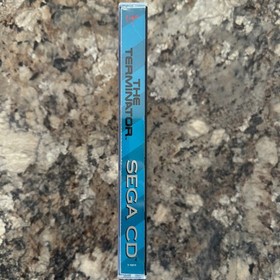 THE
TERMINATOR
SEGA CD